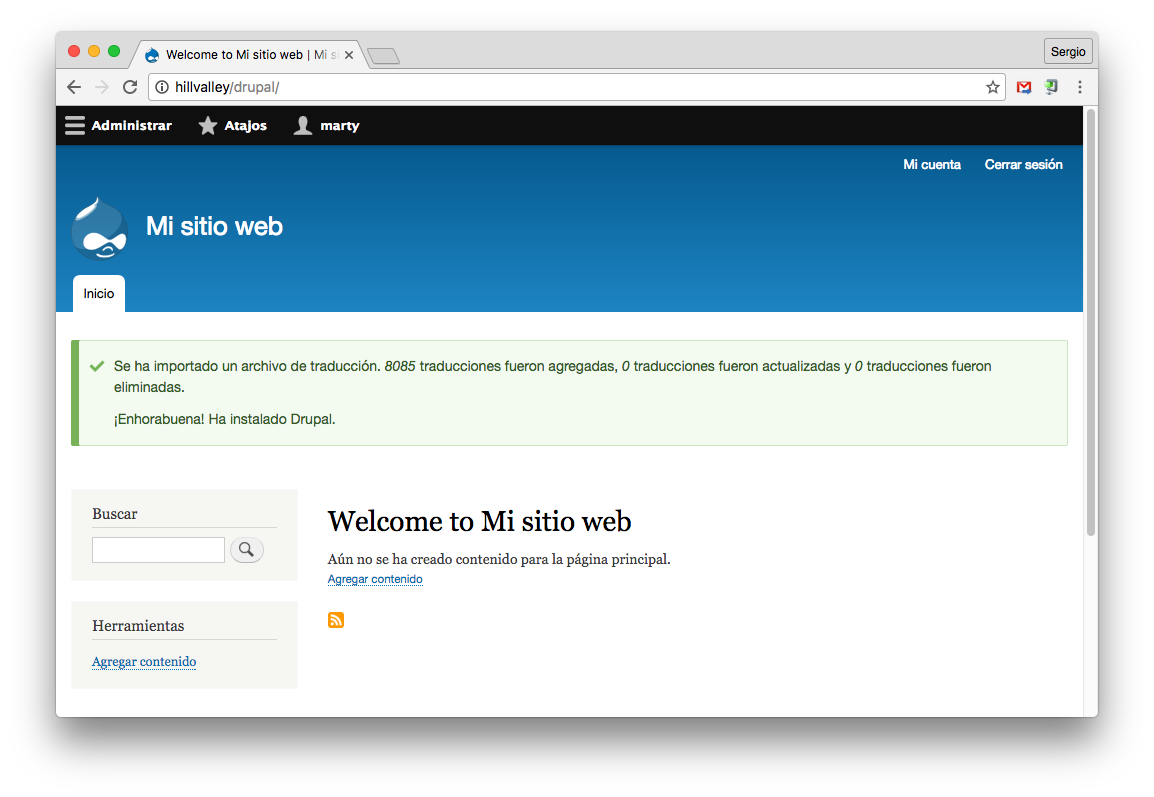 Welcome to Mi sitio web | Mi si
Sergio
hillvalley/drupal/
Administrar
Atajos
marty
Mi cuenta
Cerrar sesión
Mi sitio web
Inicio
Se ha importado un archivo de traducción. 8085 traducciones fueron agregadas, 0 traducciones fueron actualizadas y 0 traducciones fueron
eliminadas.
¡Enhorabuena! Ha instalado Drupal.
Buscar
Welcome to Mi sitio web
Aún no se ha creado contenido para la página principal.
Agregar contenido
Herramientas
Agregar contenido